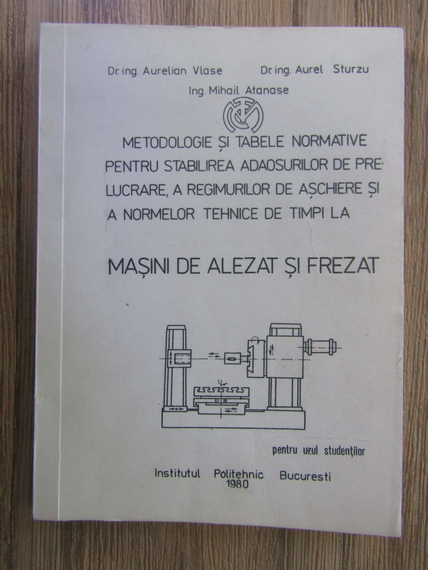 Dr.ing. Aurelian Vlase Dr.ing. Aurel Sturzu
Ing. Mihail Atanase
METODOLOGIE ȘI TABELE NORMATIVE
PENTRU STABILIREA ADAOSURILOR DE PRE-
LUCRARE, A REGIMURILOR DE AȘCHIERE ȘI
A NORMELOR TEHNICE DE TIMPI LA
MAȘINI DE ALEZAT ȘI FREZAT
pentru uzul studenților
Institutul Politehnic Bucuresti
1980